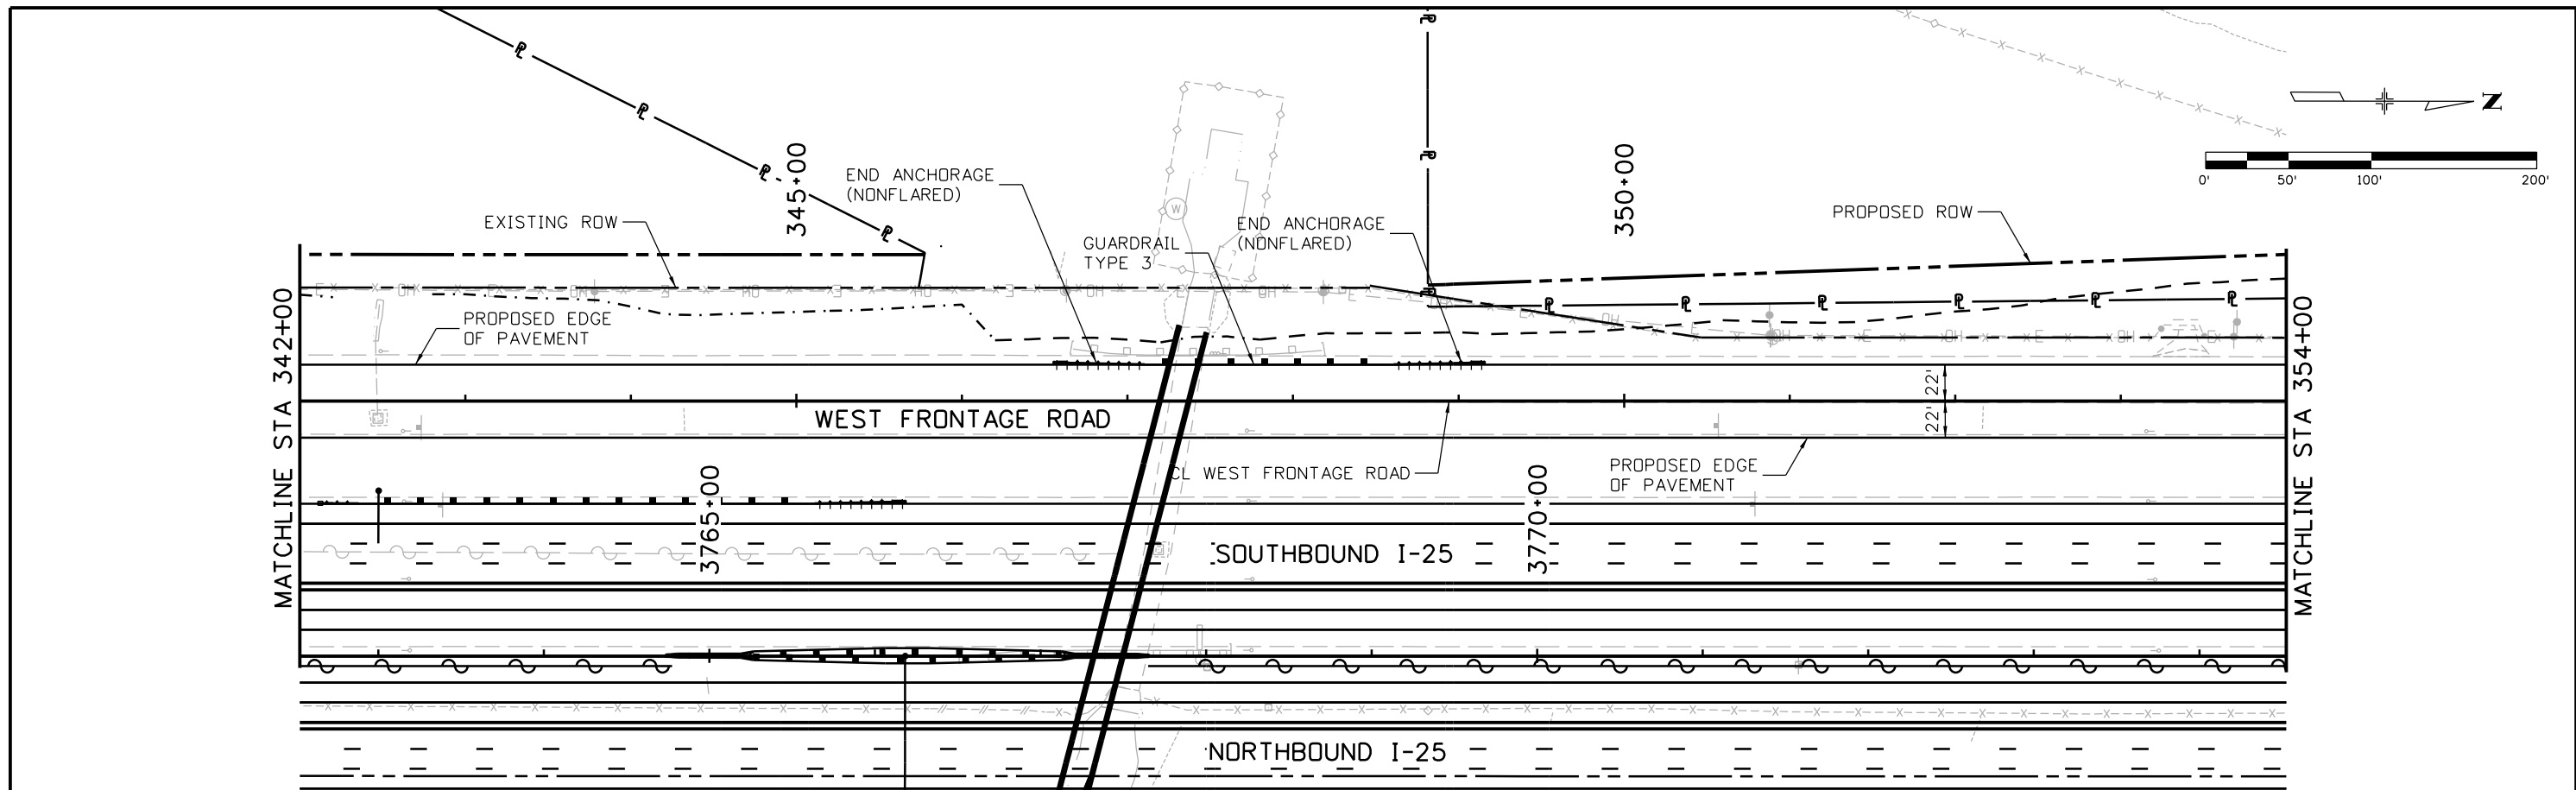 N
0' 50' 100' 200'
345+00
350+00
END ANCHORAGE
(NONFLARED)
EXISTING ROW
GUARDRAIL
TYPE 3
END ANCHORAGE
(NONFLARED)
PROPOSED ROW
W
MATCHLINE STA 342+00
MATCHLINE STA 354+00
PROPOSED EDGE
OF PAVEMENT
22' 22'
WEST FRONTAGE ROAD
CL WEST FRONTAGE ROAD
PROPOSED EDGE
OF PAVEMENT
3765+00
3770+00
SOUTHBOUND I-25
NORTHBOUND I-25